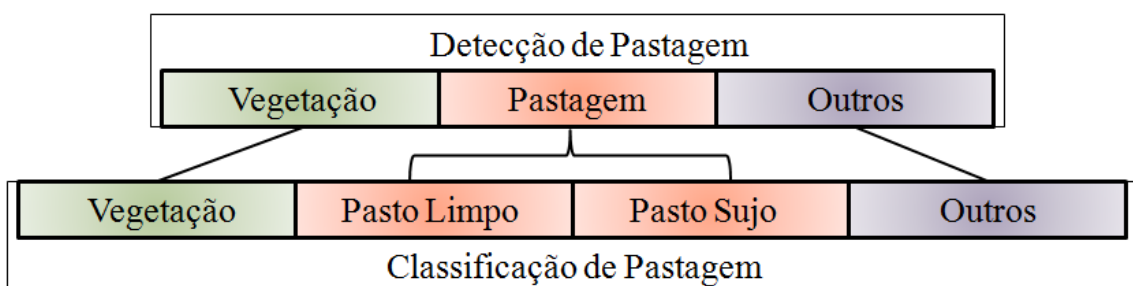 Detecção de Pastagem
Vegetação Pastagem Outros
Vegetação Pasto Limpo Pasto Sujo Outros
Classificação de Pastagem